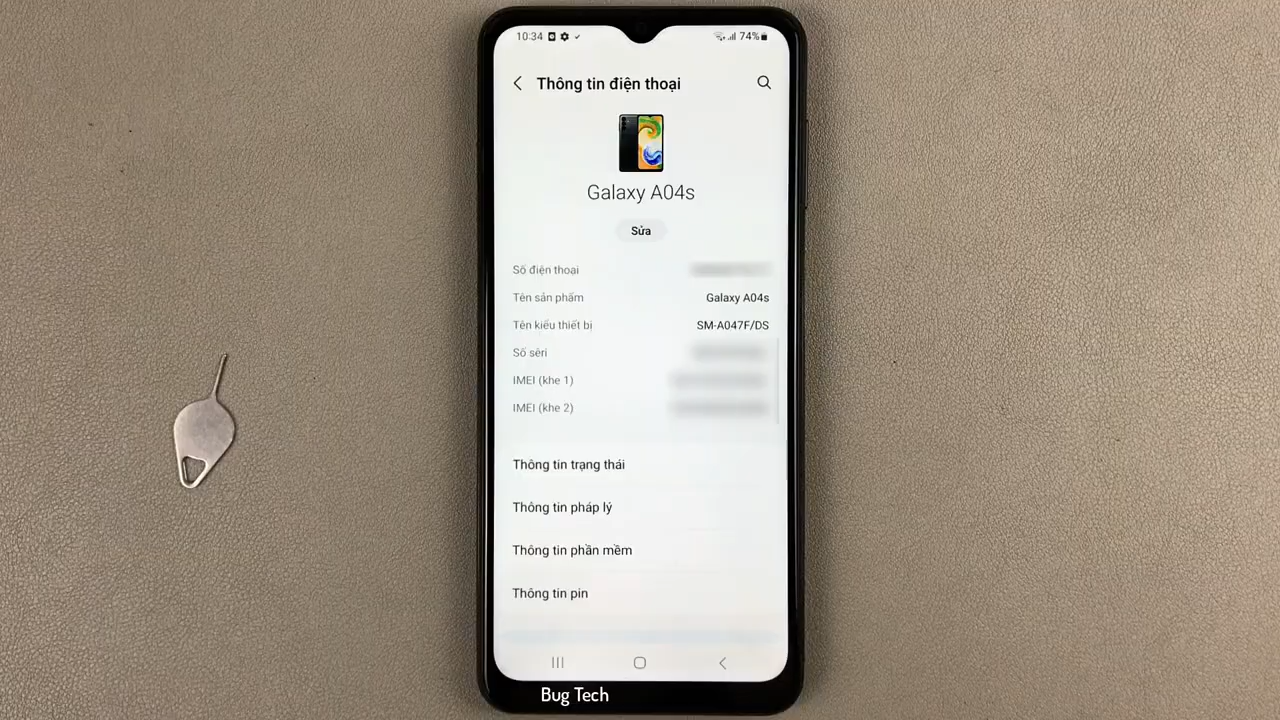 10:34 74%
Thông tin điện thoại
Galaxy A04s
Sửa
Số điện thoại
Tên sản phẩm Galaxy A04s
Tên kiểu thiết bị SM-A047F/DS
Số sêri
IMEI (khe 1)
IMEI (khe 2)
Thông tin trạng thái
Thông tin pháp lý
Thông tin phần mềm
Thông tin pin
Bug Tech